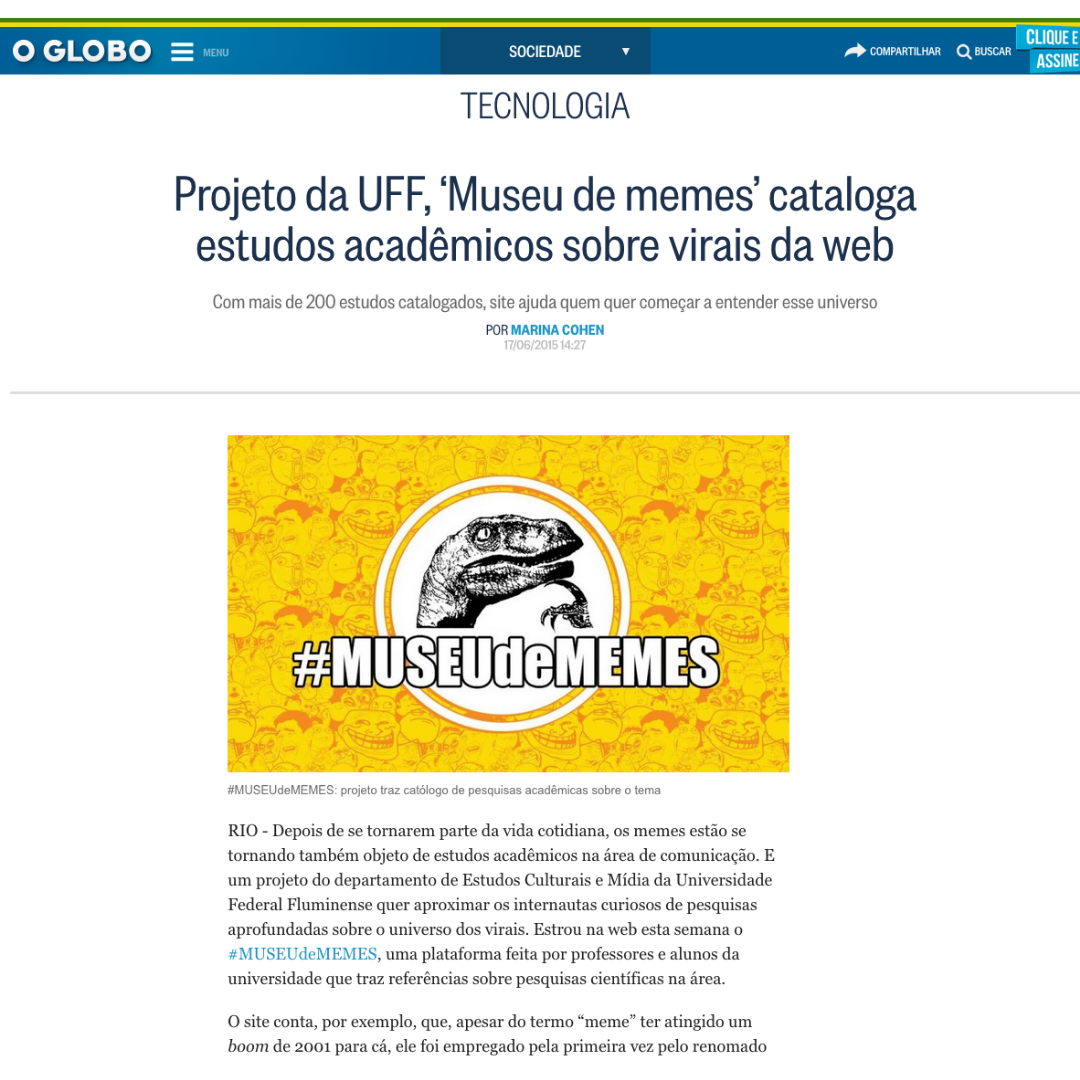 O GLOBO
MENU
SOCIEDADE
COMPARTILHAR
BUSCAR
CLIQUE E
ASSINE
TECNOLOGIA
Projeto da UFF, ‘Museu de memes’ cataloga
estudos acadêmicos sobre virais da web
Com mais de 200 estudos catalogados, site ajuda quem quer começar a entender esse universo
POR MARINA COHEN
17/06/2015 14:27
#MUSEUdeMEMES
#MUSEUdeMEMES: projeto traz católogo de pesquisas acadêmicas sobre o tema
RIO - Depois de se tornarem parte da vida cotidiana, os memes estão se
tornando também objeto de estudos acadêmicos na área de comunicação. E
um projeto do departamento de Estudos Culturais e Mídia da Universidade
Federal Fluminense quer aproximar os internautas curiosos de pesquisas
aprofundadas sobre o universo dos virais. Estrou na web esta semana o
#MUSEUdeMEMES, uma plataforma feita por professores e alunos da
universidade que traz referências sobre pesquisas científicas na área.
O site conta, por exemplo, que, apesar do termo “meme” ter atingido um
boom de 2001 para cá, ele foi empregado pela primeira vez pelo renomado